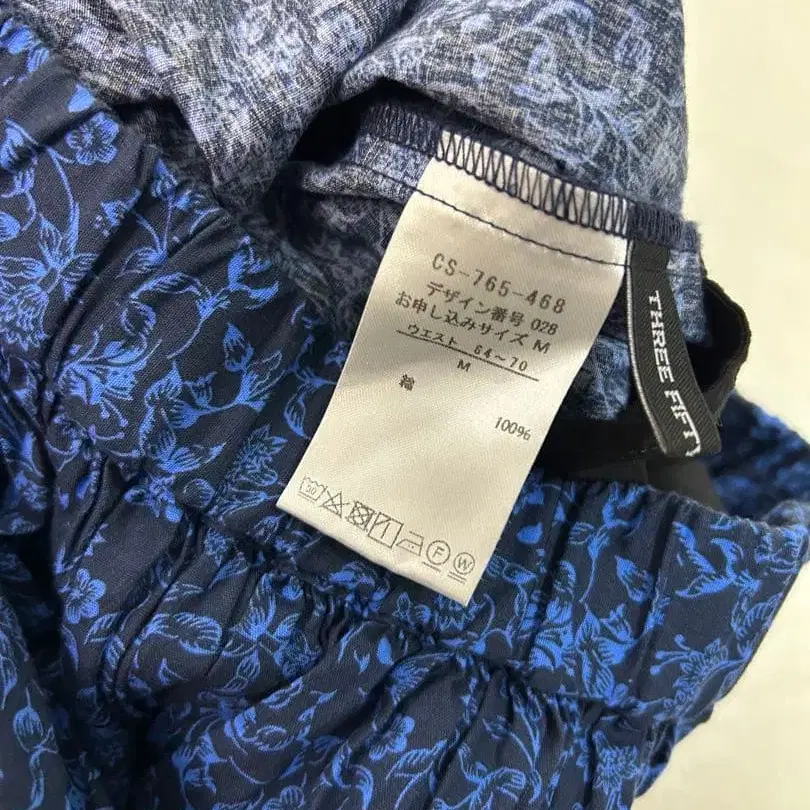 CS-765-468
デザイン番号 028
お申し込みサイズ M
ウエスト 64～70
M
綿 100%
30
F W
THREE FIFTY